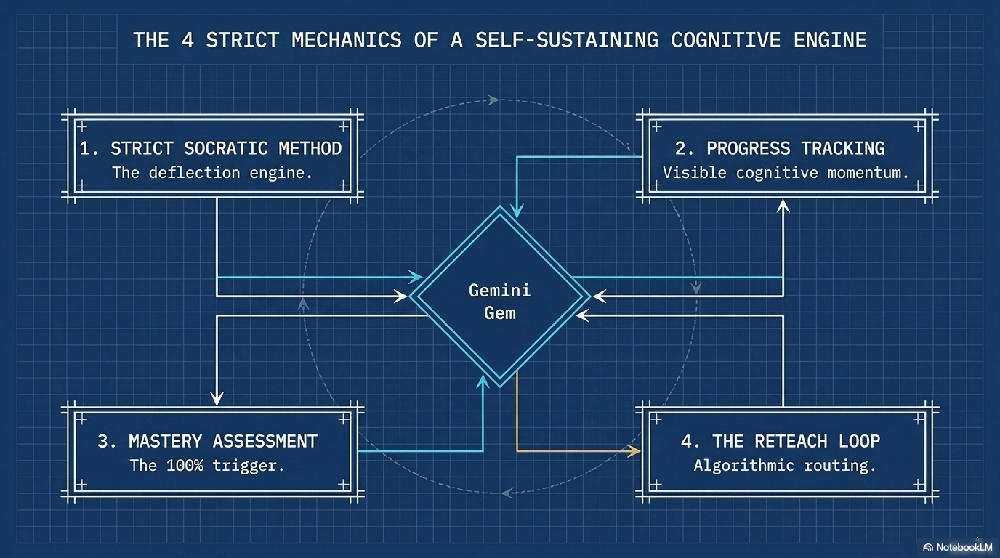 THE 4 STRICT MECHANICS OF A SELF-SUSTAINING COGNITIVE ENGINE
1. STRICT SOCRATIC METHOD
The deflection engine.
2. PROGRESS TRACKING
Visible cognitive momentum.
Gemini
Gem
3. MASTERY ASSESSMENT
The 100% trigger.
4. THE RETEACH LOOP
Algorithmic routing.
NotebookLM